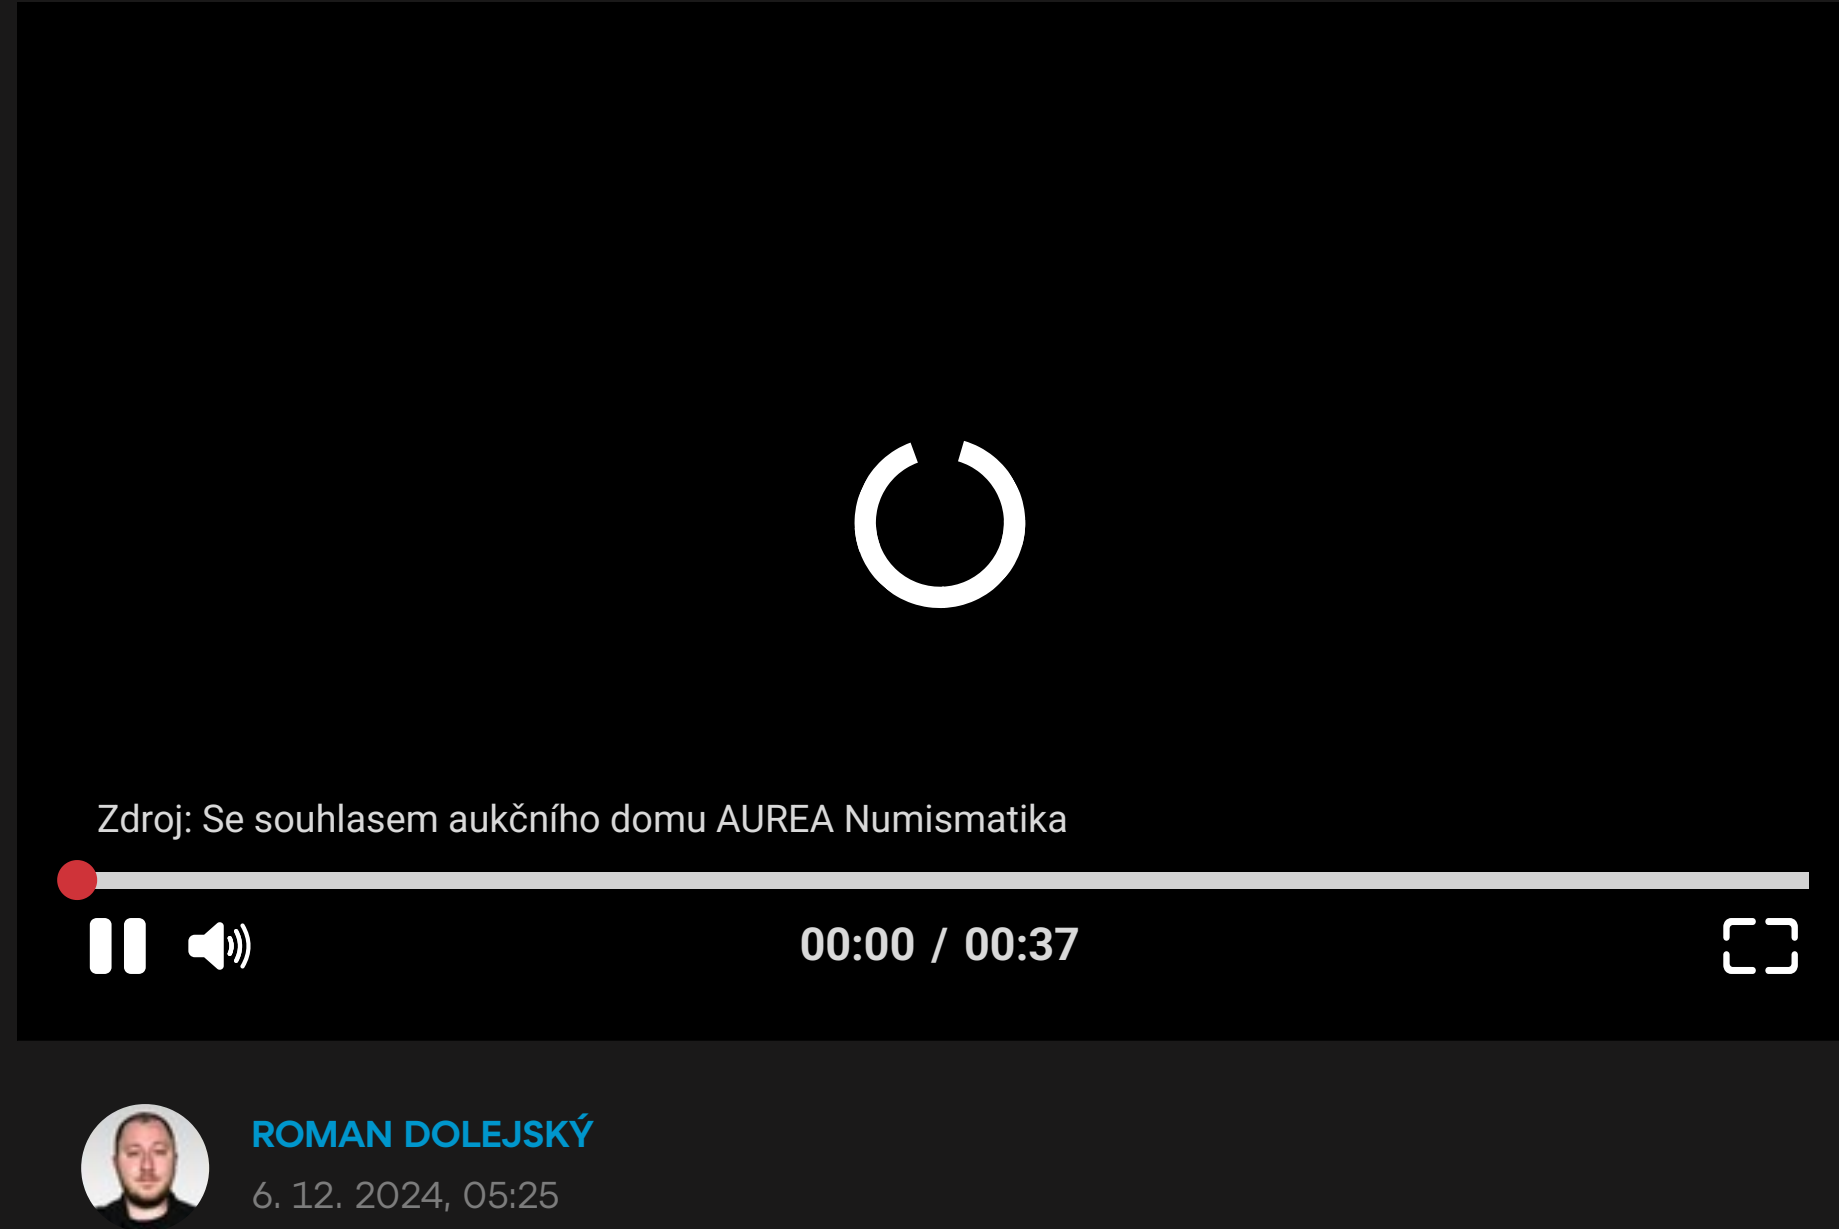 Zdroj: Se souhlasem aukčního domu AUREA Numismatika
00:00 / 00:37
ROMAN DOLEJSKÝ
6. 12. 2024, 05:25